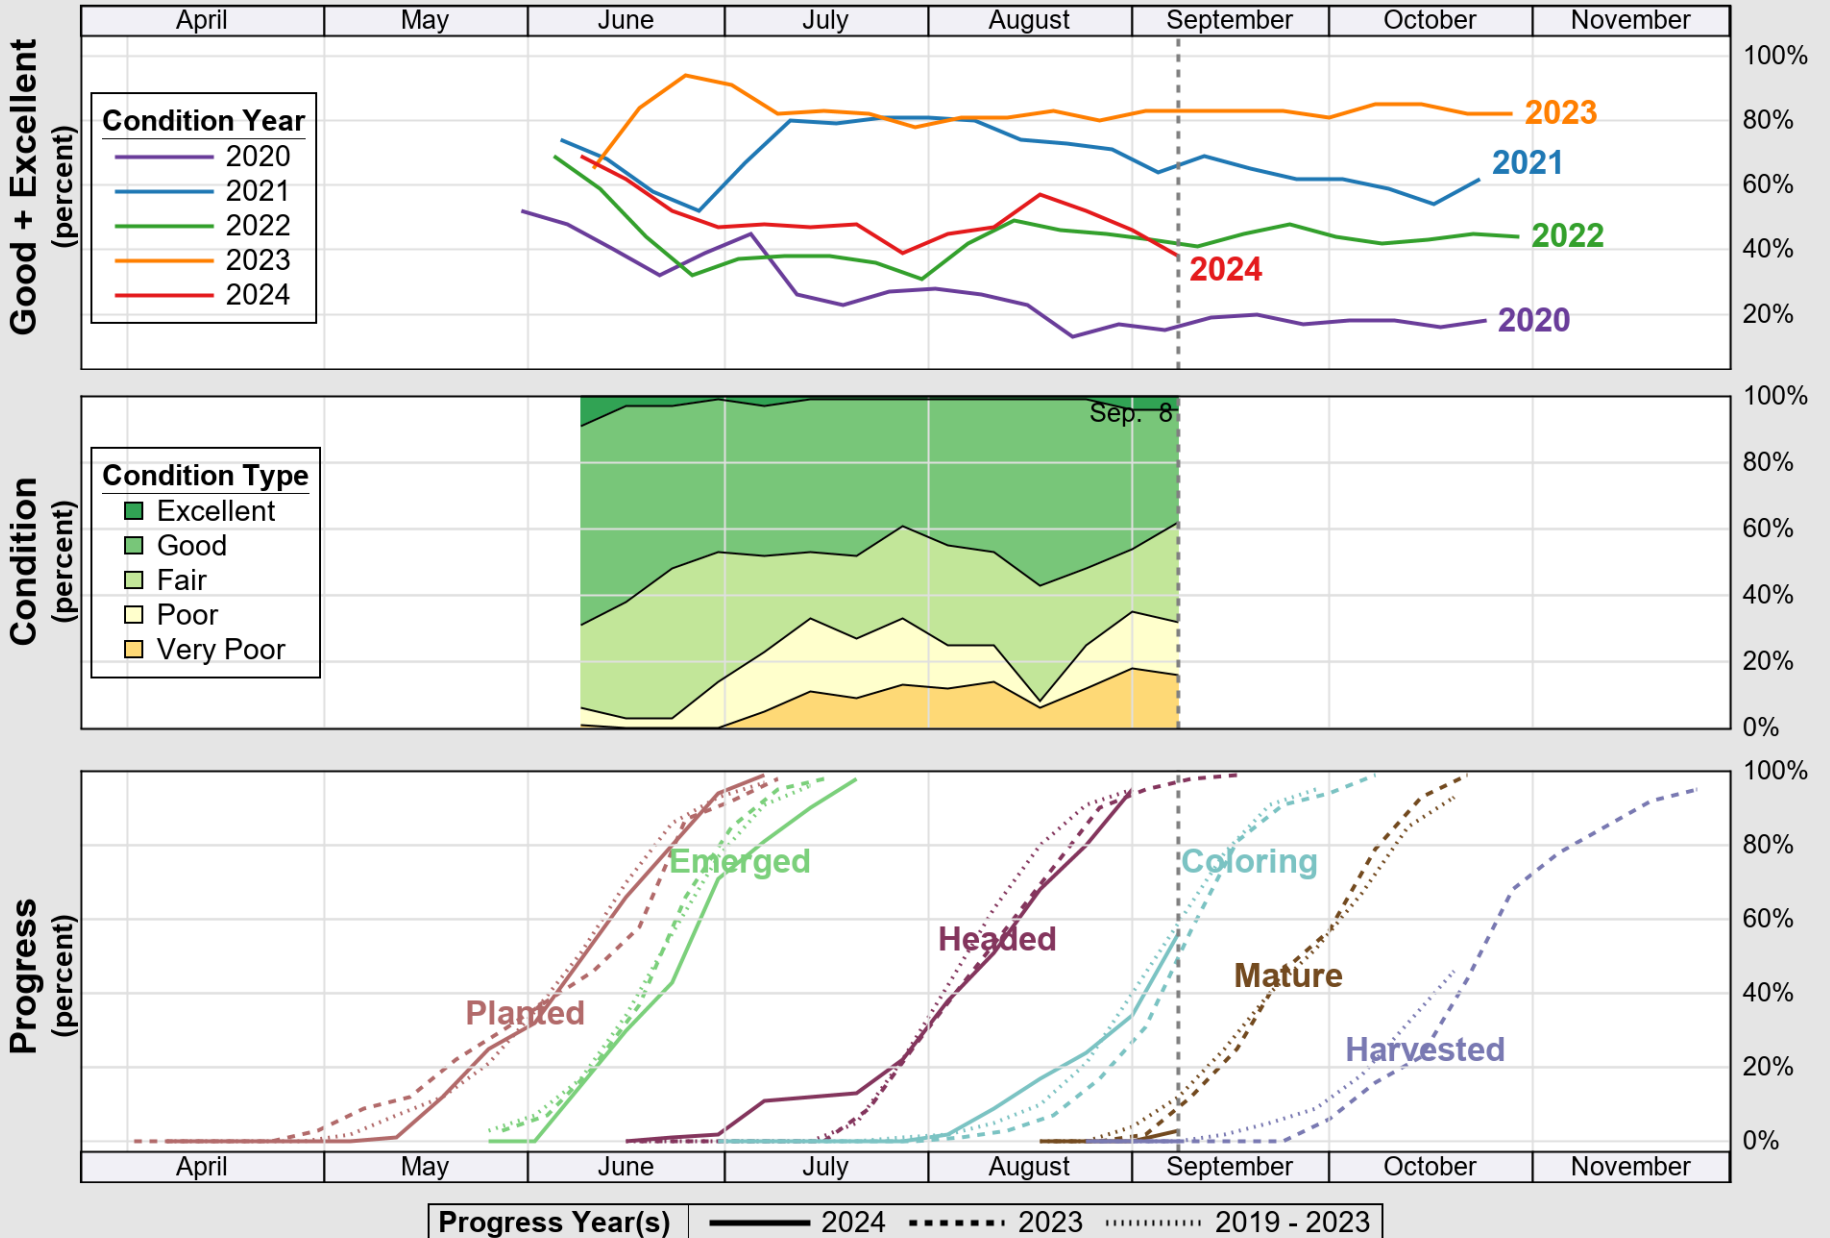 April May June July August September October November
Good + Excellent
(percent)
100%
80%
60%
40%
20%
Condition Year
2020
2021
2022
2023
2024
2023
2021
2022
2024
2020
Condition
(percent)
100%
80%
60%
40%
20%
0%
Sep. 8
Condition Type
Excellent
Good
Fair
Poor
Very Poor
Progress
(percent)
100%
80%
60%
40%
20%
0%
Emerged
Coloring
Headed
Mature
Planted
Harvested
April May June July August September October November
Progress Year(s) 2024 2023 2019 - 2023